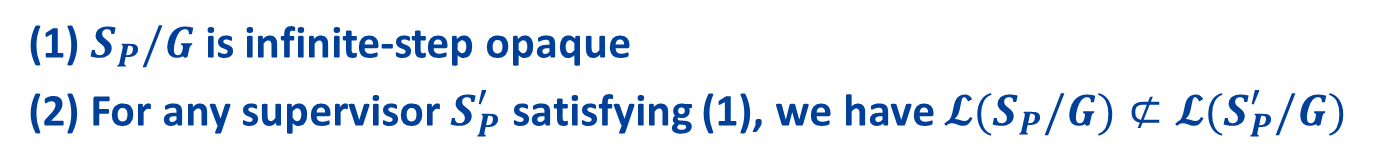 (1) S_P/G is infinite-step opaque
(2) For any supervisor S'_P satisfying (1), we have ℒ(S_P/G) ⊄ ℒ(S'_P/G)